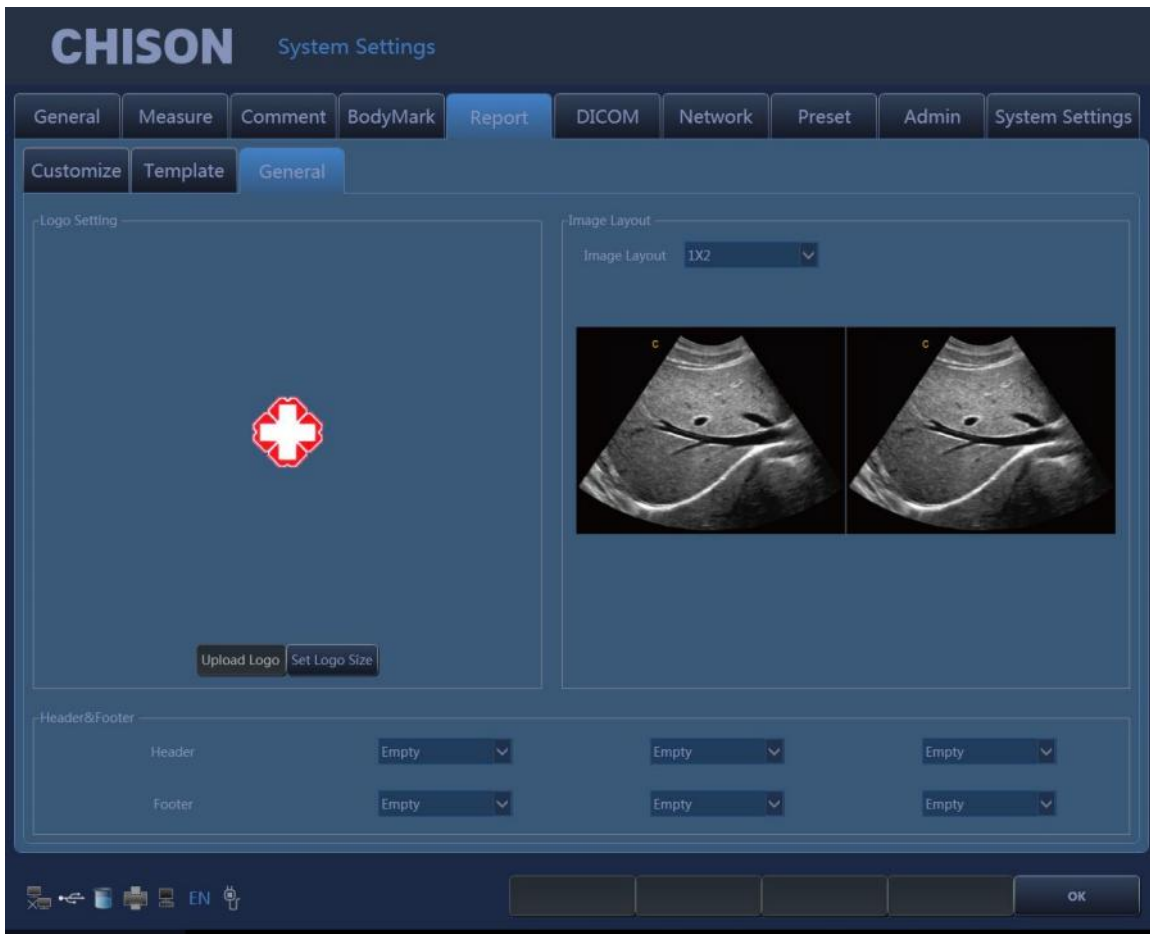 CHISON System Settings
General Measure Comment BodyMark Report DICOM Network Preset Admin System Settings
Customize Template General
Logo Setting
Upload Logo Set Logo Size
Image Layout
Image Layout 1X2
C C
Header&Footer
Header Empty Empty Empty
Footer Empty Empty Empty
EN OK